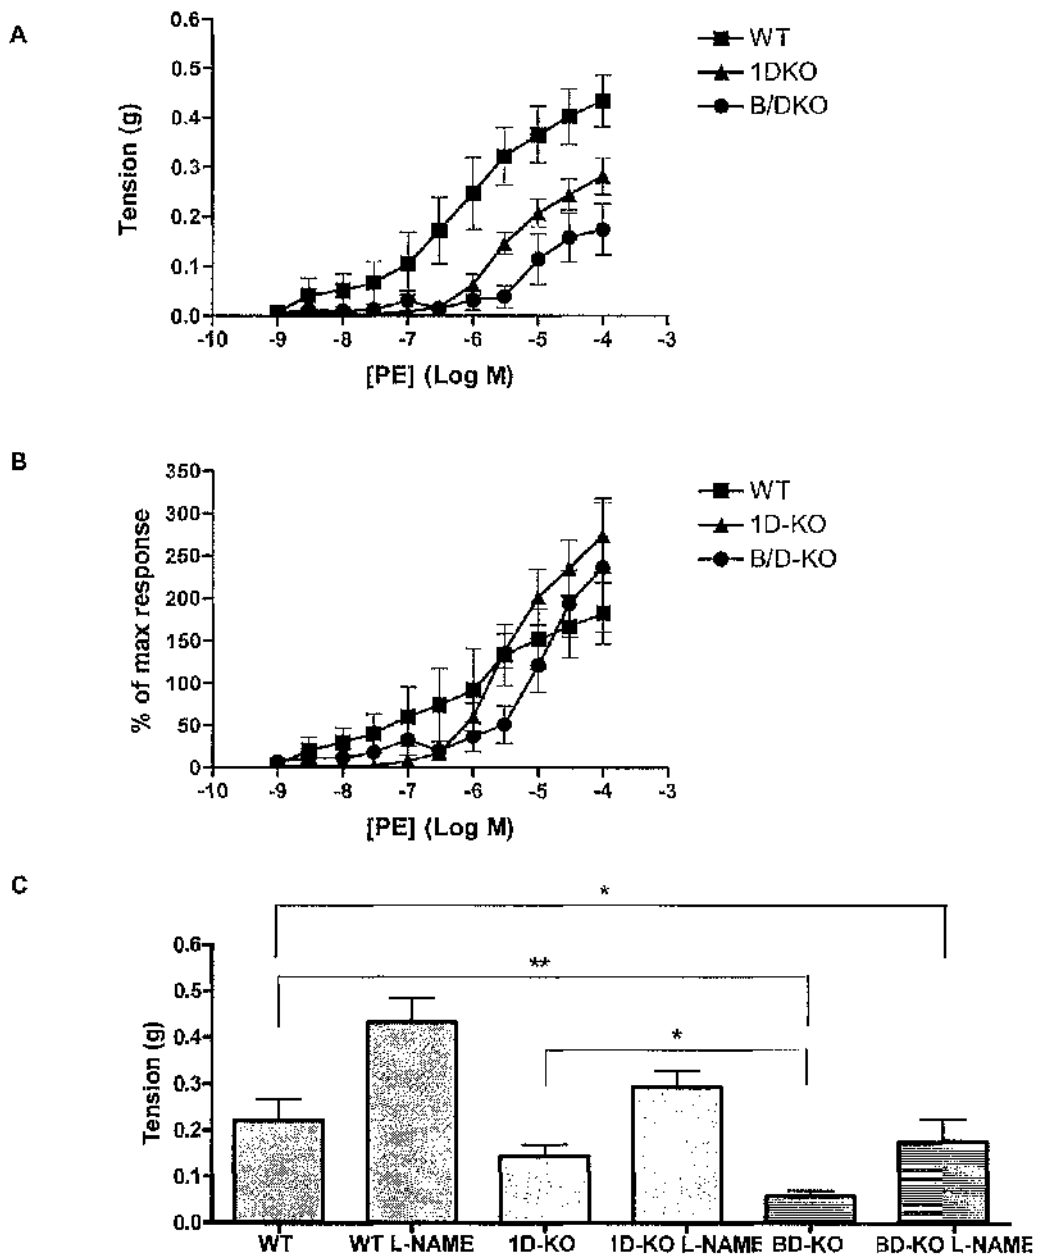 A
0.6
0.5
0.4
0.3
0.2
0.1
0.0
Tension (g)
-10 -9 -8 -7 -6 -5 -4 -3
[PE] (Log M)
WT
1DKO
B/DKO
B
350
300
250
200
150
100
50
0
% of max response
-10 -9 -8 -7 -6 -5 -4 -3
[PE] (Log M)
WT
1D-KO
B/D-KO
C
*
**
*
0.6
0.5
0.4
0.3
0.2
0.1
0.0
Tension (g)
WT WT L-NAME 1D-KO 1D-KO L-NAME BD-KO BD-KO L-NAME